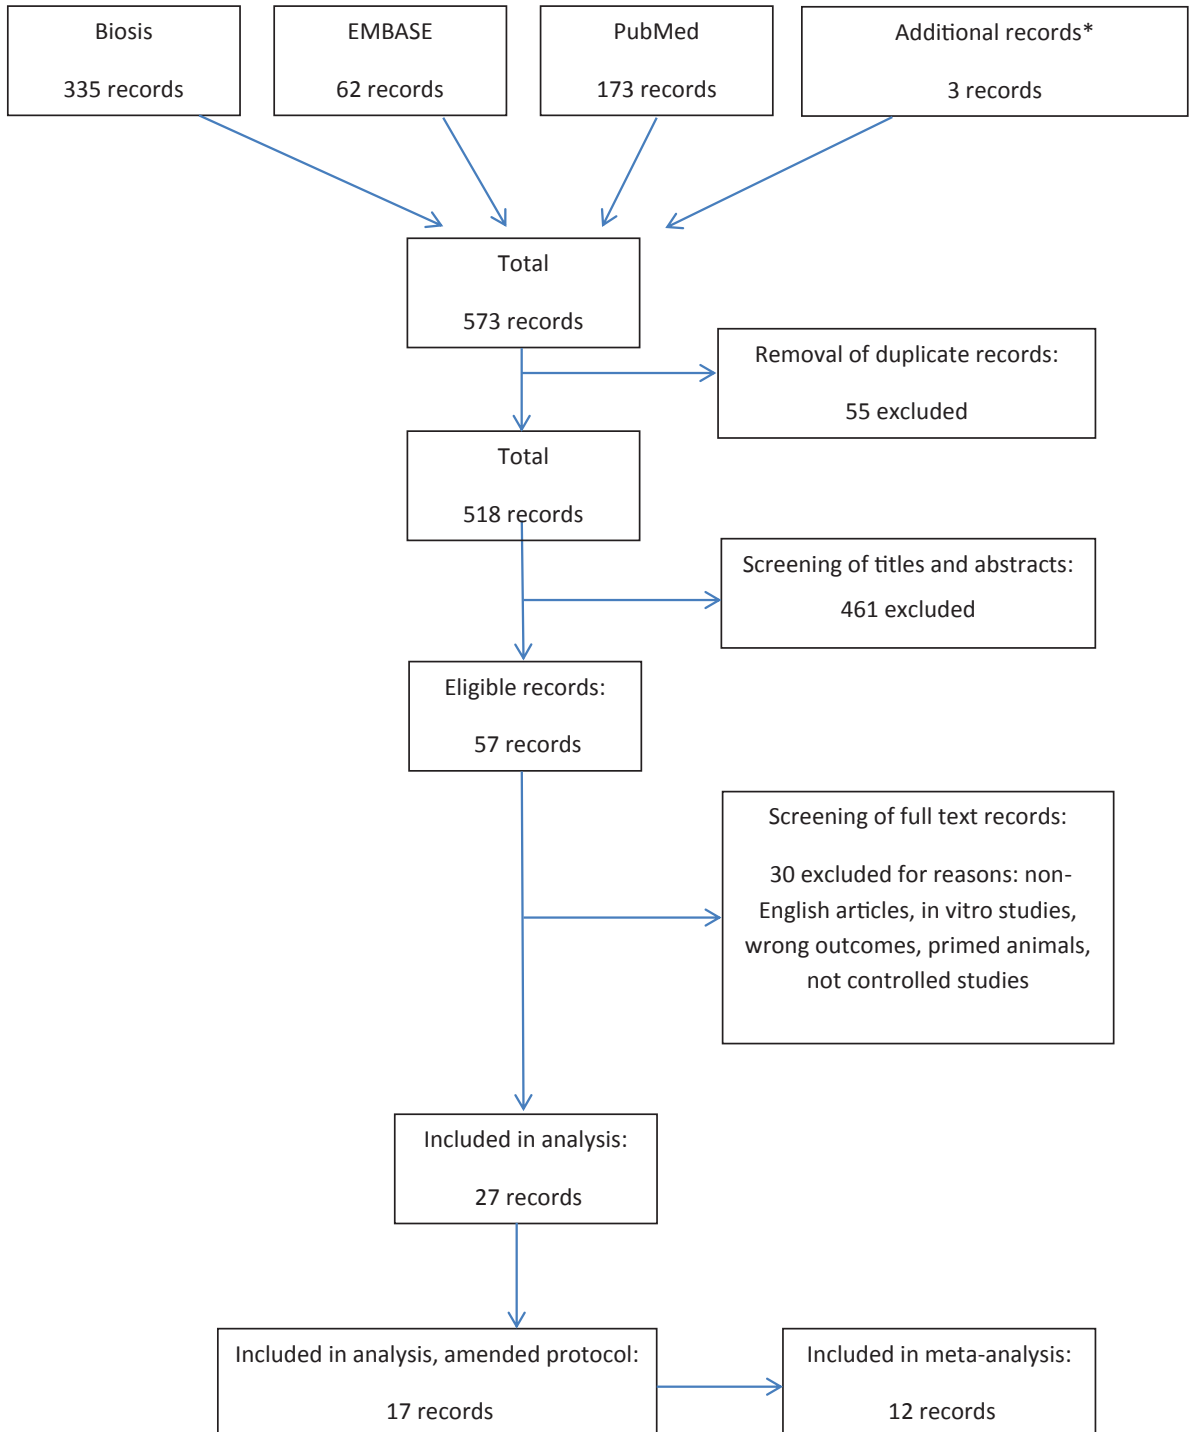 Biosis
335 records
EMBASE
62 records
PubMed
173 records
Additional records*
3 records
Total
573 records
Removal of duplicate records:
55 excluded
Total
518 records
Screening of titles and abstracts:
461 excluded
Eligible records:
57 records
Screening of full text records:
30 excluded for reasons: non-
English articles, in vitro studies,
wrong outcomes, primed animals,
not controlled studies
Included in analysis:
27 records
Included in analysis, amended protocol:
17 records
Included in meta-analysis:
12 records